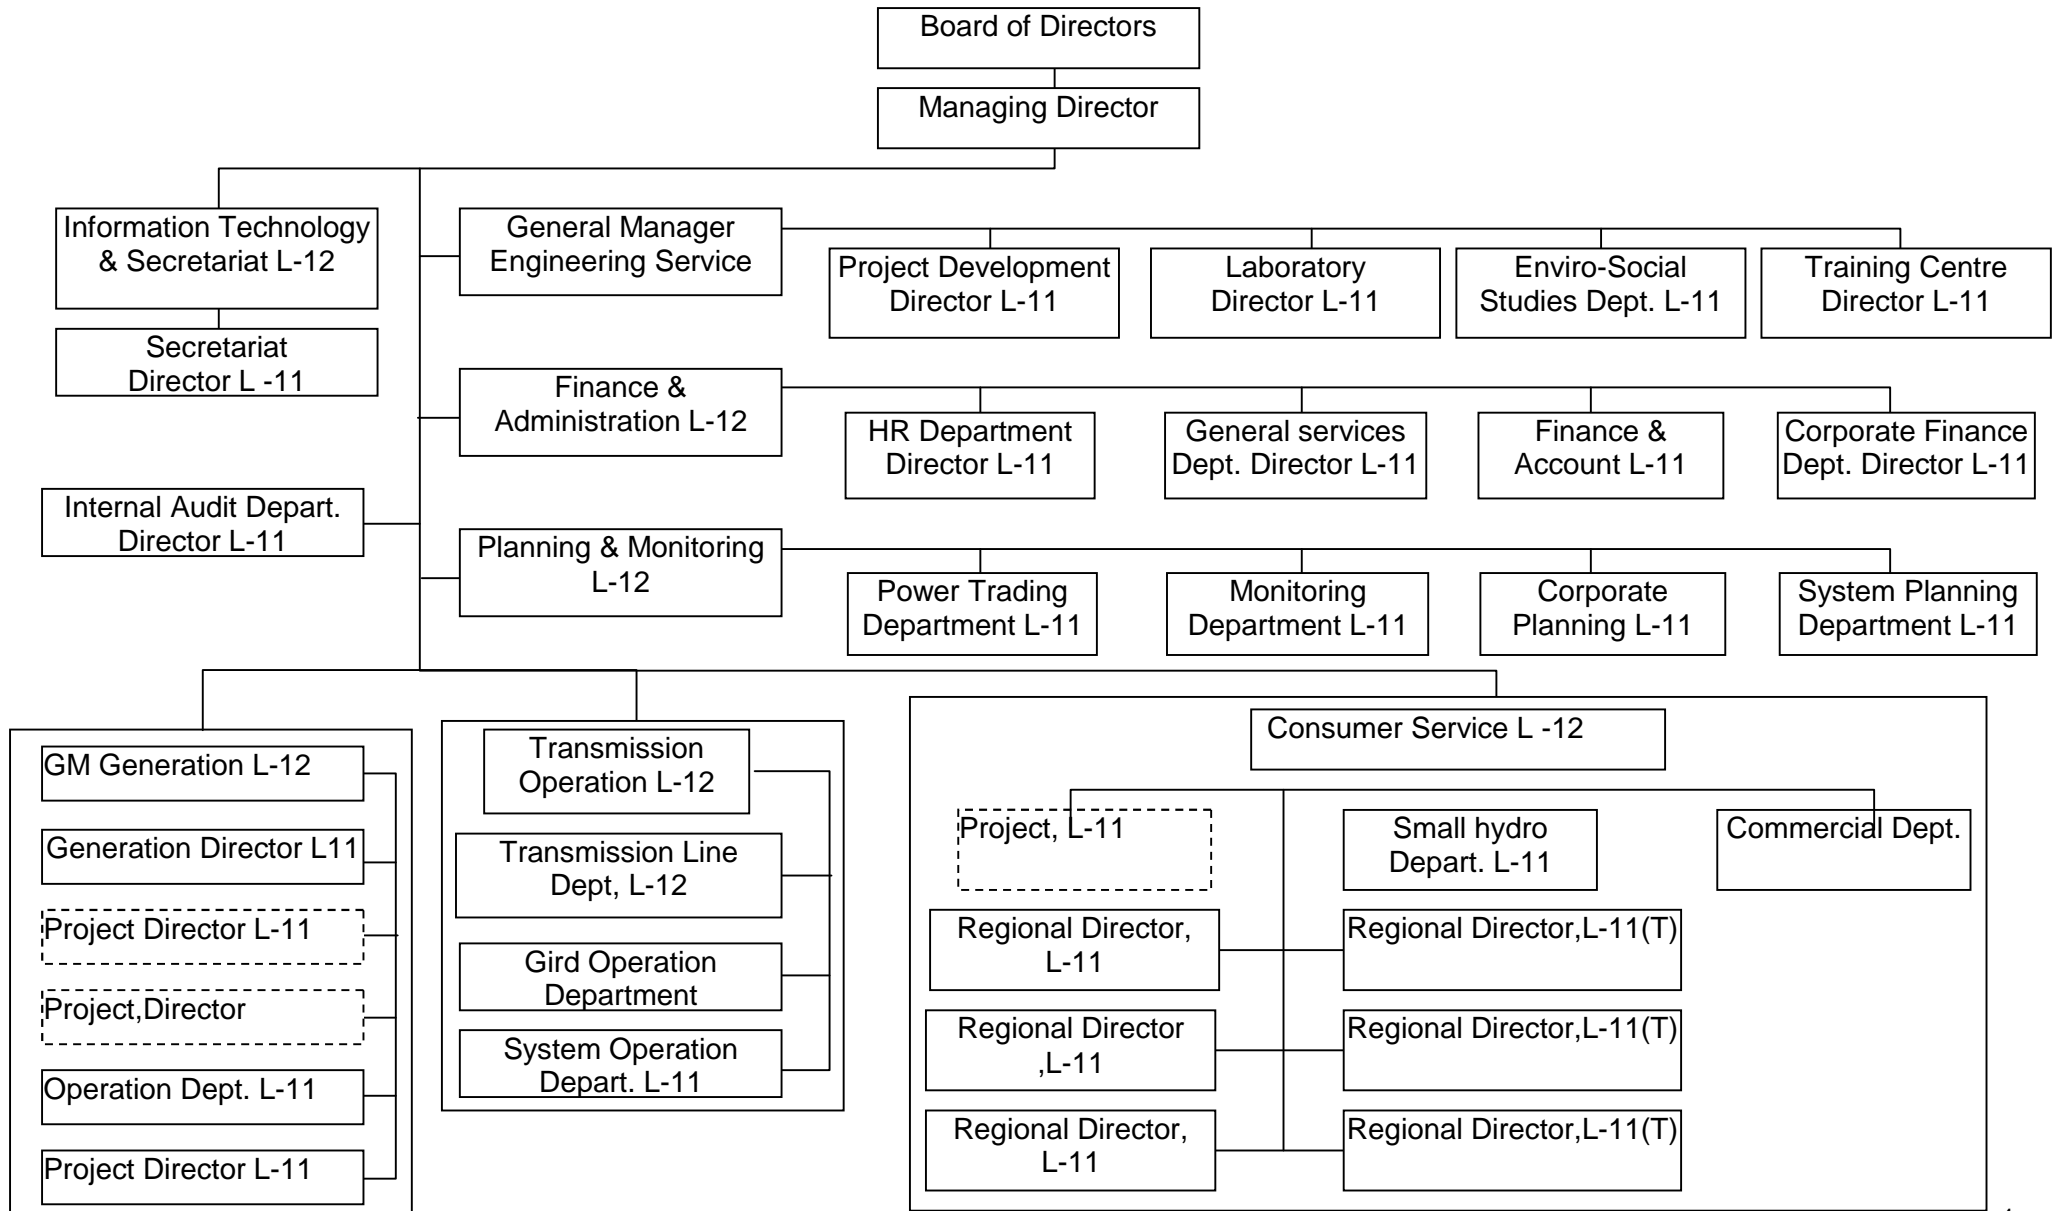 Board of Directors
Managing Director
Information Technology
& Secretariat L-12
General Manager
Engineering Service
Project Development
Director L-11
Laboratory
Director L-11
Enviro-Social
Studies Dept. L-11
Training Centre
Director L-11
Secretariat
Director L -11
Finance &
Administration L-12
HR Department
Director L-11
General services
Dept. Director L-11
Finance &
Account L-11
Corporate Finance
Dept. Director L-11
Internal Audit Depart.
Director L-11
Planning & Monitoring
L-12
Power Trading
Department L-11
Monitoring
Department L-11
Corporate
Planning L-11
System Planning
Department L-11
GM Generation L-12
Generation Director L11
Project Director L-11
Project,Director
Operation Dept. L-11
Project Director L-11
Transmission
Operation L-12
Transmission Line
Dept, L-12
Gird Operation
Department
System Operation
Depart. L-11
Consumer Service L -12
Project, L-11
Small hydro
Depart. L-11
Commercial Dept.
Regional Director,
L-11
Regional Director,L-11(T)
Regional Director
,L-11
Regional Director,L-11(T)
Regional Director,
L-11
Regional Director,L-11(T)